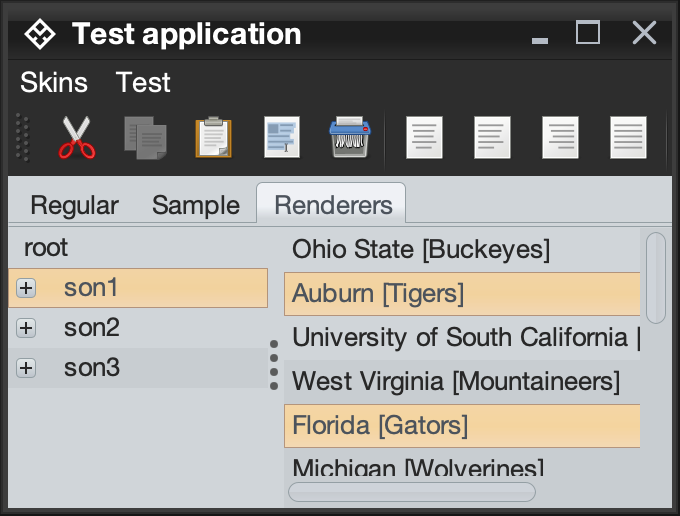 Test application
Skins Test
Regular Sample Renderers
root
son1
son2
son3
Ohio State [Buckeyes]
Auburn [Tigers]
University of South California [
West Virginia [Mountaineers]
Florida [Gators]
Michigan [Wolverines]